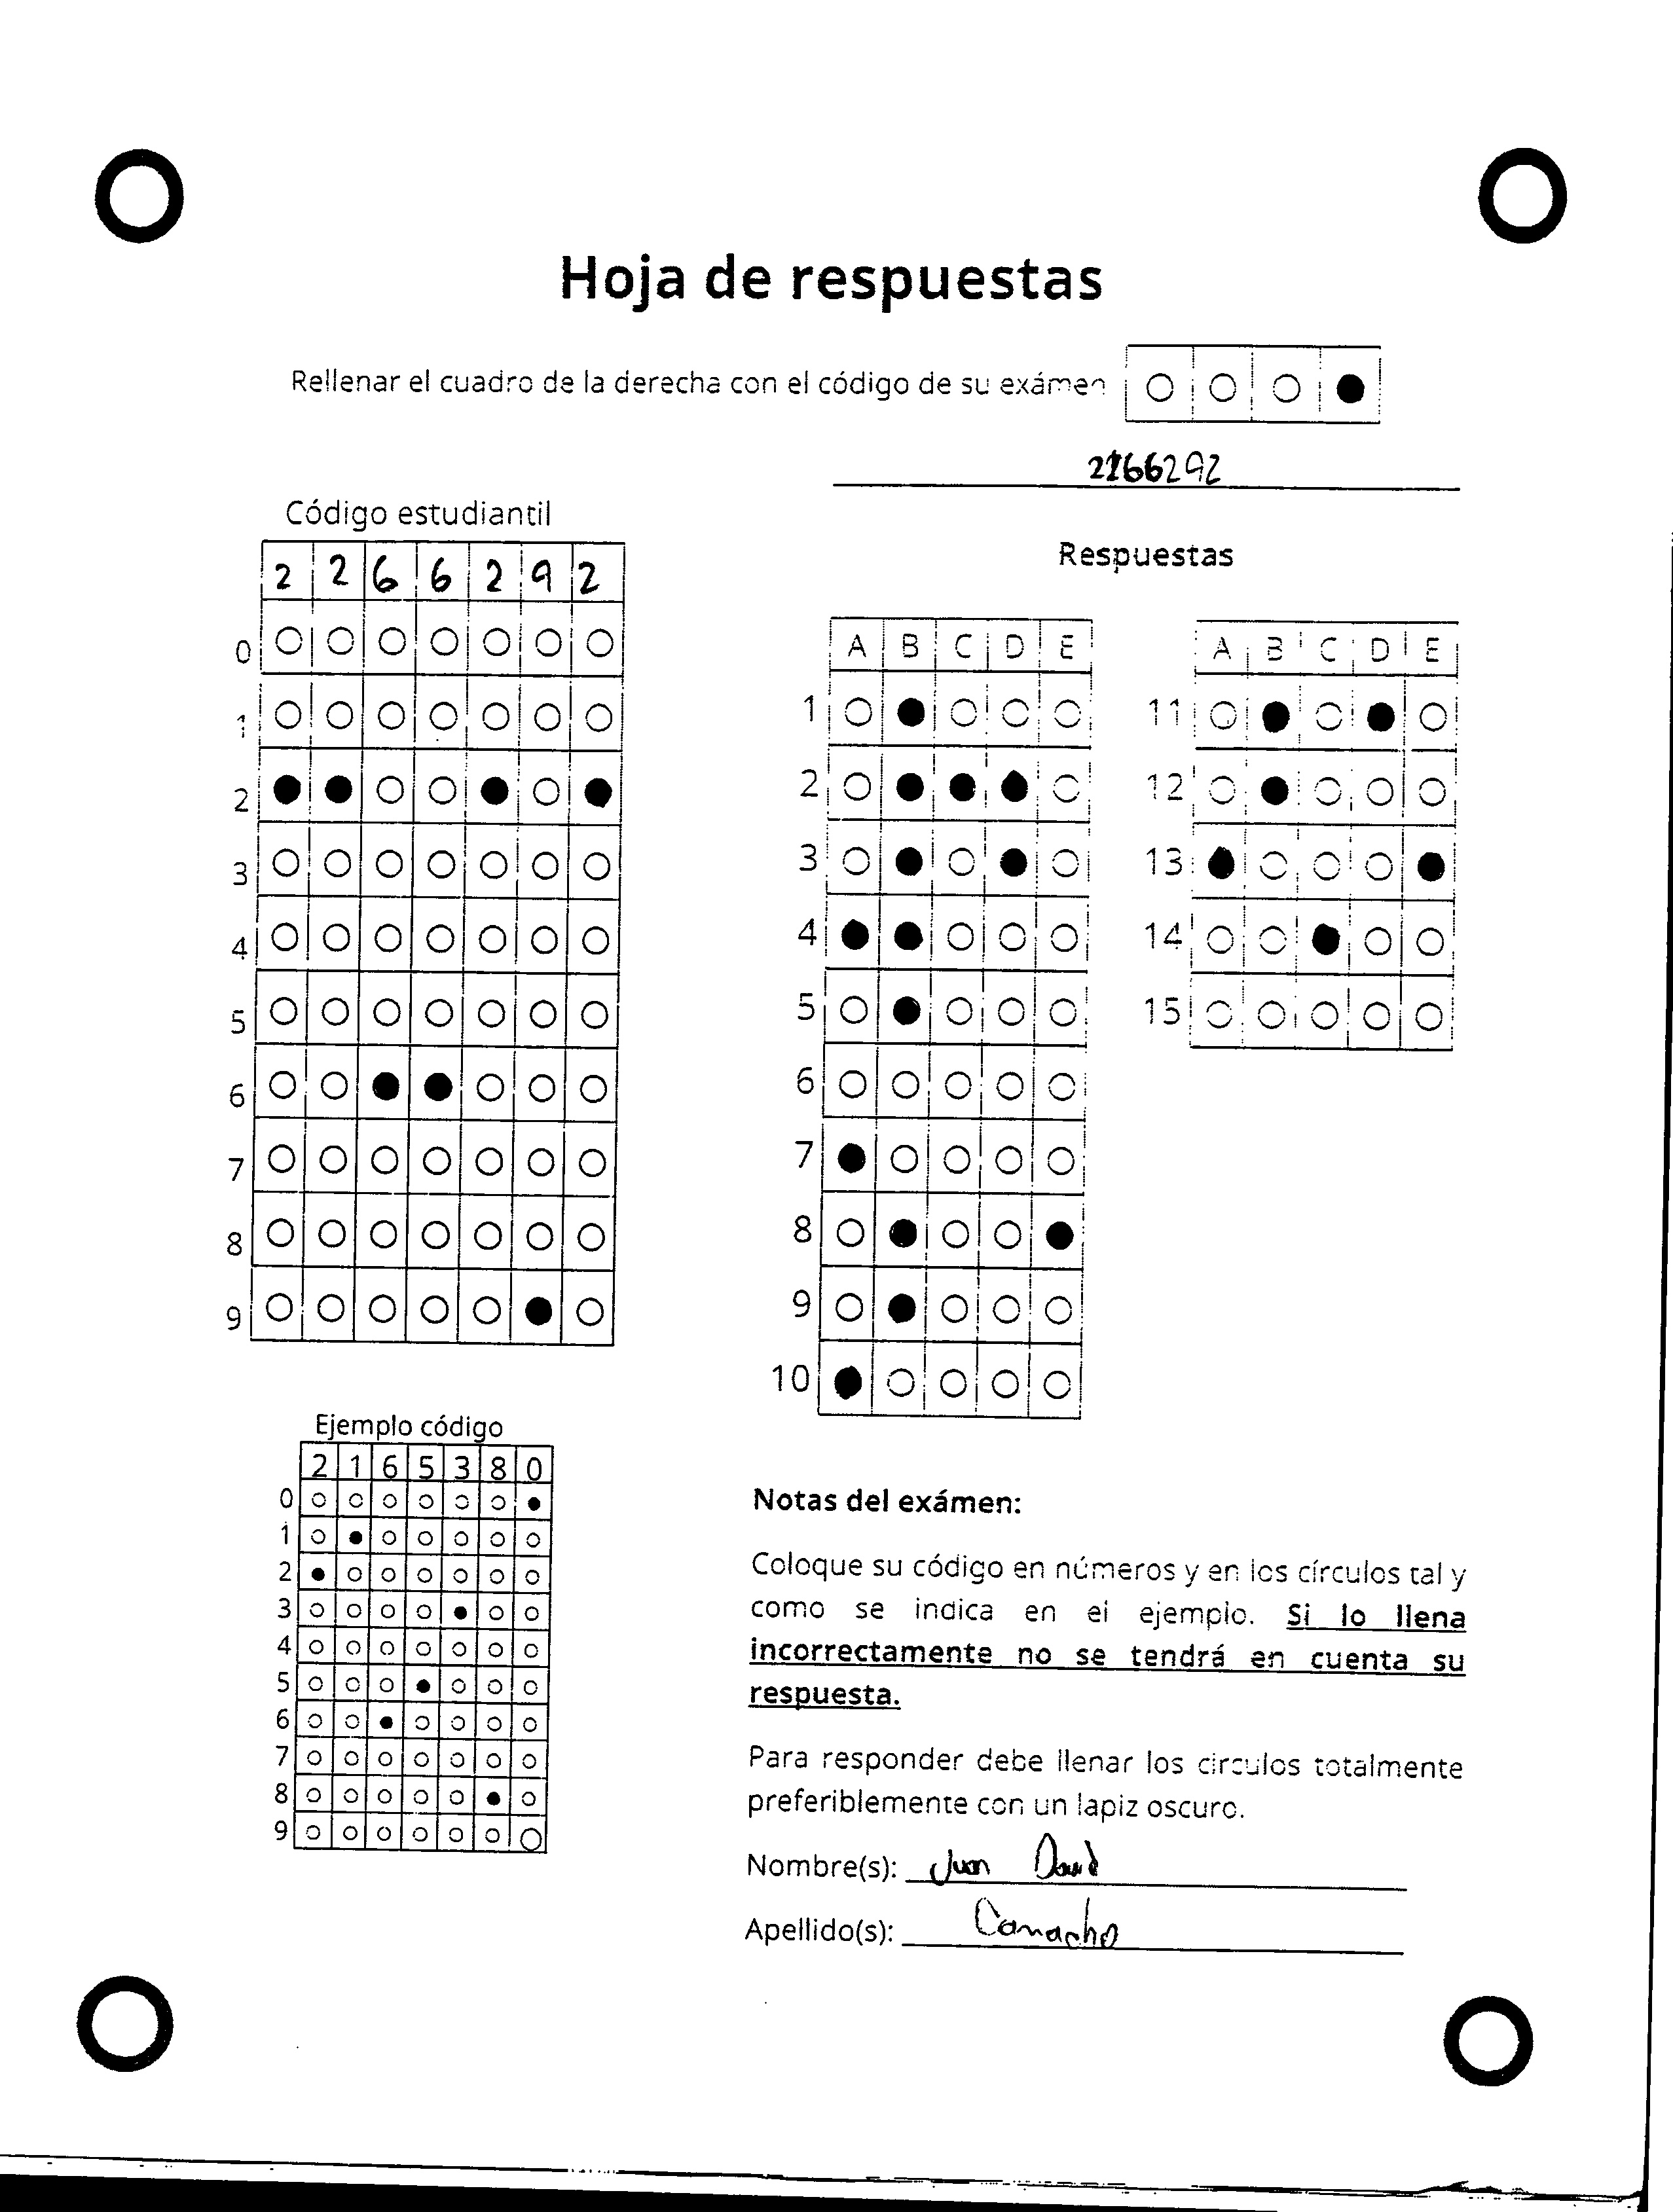 Hoja de respuestas
Rellenar el cuadro de la derecha con el código de su exámen
2266292
Código estudiantil
2 2 6 6 2 9 2
0
1
2
3
4
5
6
7
8
9
Respuestas
A B C D E
1
2
3
4
5
6
7
8
9
10
A B C D E
11
12
13
14
15
Ejemplo código
2 1 6 5 3 8 0
0
1
2
3
4
5
6
7
8
9
Notas del exámen:
Coloque su código en números y en los círculos tal y
como se indica en el ejemplo. Si lo llena
incorrectamente no se tendrá en cuenta su
respuesta.
Para responder debe llenar los circulos totalmente
preferiblemente con un lapiz oscuro.
Nombre(s): Juan David
Apellido(s): Camacho